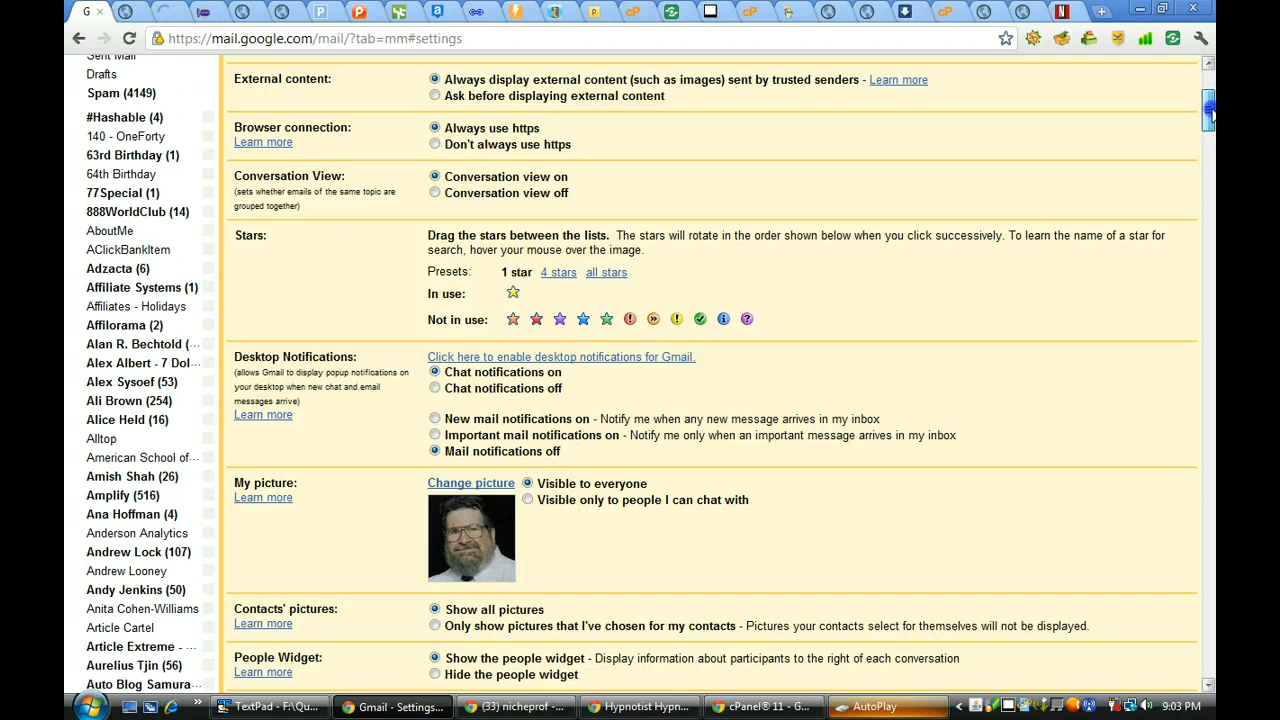 G
https://mail.google.com/mail/?tab=mm#settings
Sent Mail
Drafts
Spam (4149)
#Hashable (4)
140 - OneForty
63rd Birthday (1)
64th Birthday
77Special (1)
888WorldClub (14)
AboutMe
AClickBankItem
Adzacta (6)
Affiliate Systems (1)
Affiliates - Holidays
Affilorama (2)
Alan R. Bechtold (...
Alex Albert - 7 Dol...
Alex Sysoef (53)
Ali Brown (254)
Alice Held (16)
Alltop
American School of...
Amish Shah (26)
Amplify (516)
Ana Hoffman (4)
Anderson Analytics
Andrew Lock (107)
Andrew Looney
Andy Jenkins (50)
Anita Cohen-Williams
Article Cartel
Article Extreme - ...
Aurelius Tjin (56)
Auto Blog Samura...
External content:
Always display external content (such as images) sent by trusted senders - Learn more
Ask before displaying external content
Browser connection:
Learn more
Always use https
Don't always use https
Conversation View:
(sets whether emails of the same topic are
grouped together)
Conversation view on
Conversation view off
Stars:
Drag the stars between the lists. The stars will rotate in the order shown below when you click successively. To learn the name of a star for
search, hover your mouse over the image.
Presets: 1 star 4 stars all stars
In use:
Not in use:
Desktop Notifications:
(allows Gmail to display popup notifications on
your desktop when new chat and email
messages arrive)
Learn more
Click here to enable desktop notifications for Gmail.
Chat notifications on
Chat notifications off
New mail notifications on - Notify me when any new message arrives in my inbox
Important mail notifications on - Notify me only when an important message arrives in my inbox
Mail notifications off
My picture:
Learn more
Change picture
Visible to everyone
Visible only to people I can chat with
Contacts' pictures:
Learn more
Show all pictures
Only show pictures that I've chosen for my contacts - Pictures your contacts select for themselves will not be displayed.
People Widget:
Learn more
Show the people widget - Display information about participants to the right of each conversation
Hide the people widget
TextPad - F:\Qu...
Gmail - Settings...
(33) nicheprof - ...
Hypnotist Hypn...
cPanel® 11 - G...
AutoPlay
9:03 PM